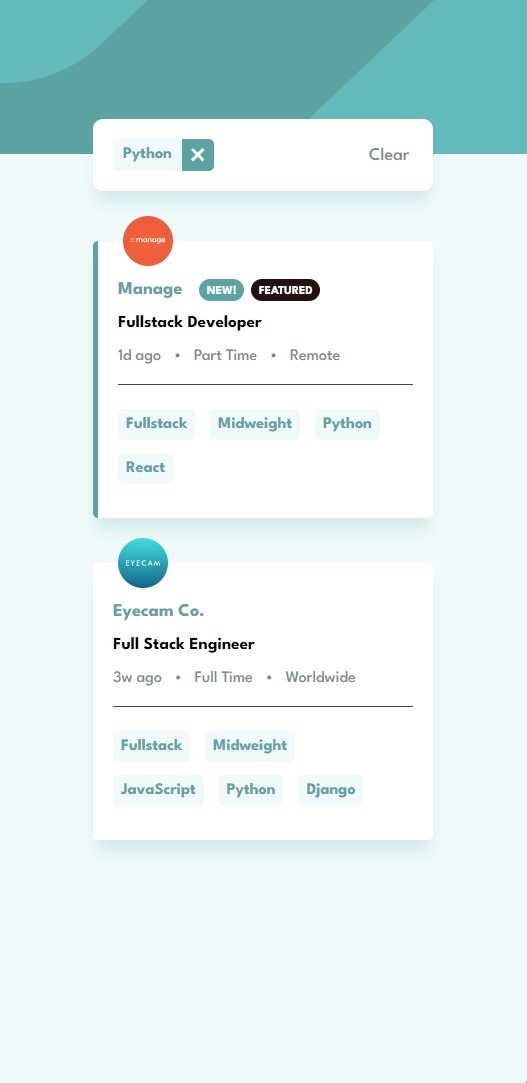 Python
Clear
manage
Manage NEW! FEATURED
Fullstack Developer
1d ago • Part Time • Remote
Fullstack Midweight Python
React
EYECAM
Eyecam Co.
Full Stack Engineer
3w ago • Full Time • Worldwide
Fullstack Midweight
JavaScript Python Django